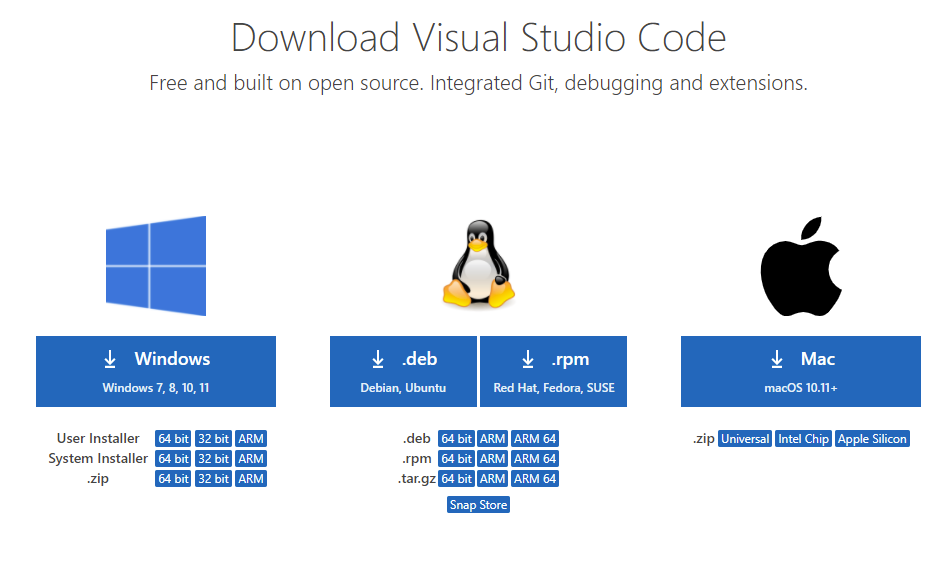 Download Visual Studio Code
Free and built on open source. Integrated Git, debugging and extensions.
Windows
Windows 7, 8, 10, 11
User Installer 64 bit 32 bit ARM
System Installer 64 bit 32 bit ARM
.zip 64 bit 32 bit ARM
.deb
Debian, Ubuntu
.rpm
Red Hat, Fedora, SUSE
.deb 64 bit ARM ARM 64
.rpm 64 bit ARM ARM 64
.tar.gz 64 bit ARM ARM 64
Snap Store
Mac
macOS 10.11+
.zip Universal Intel Chip Apple Silicon